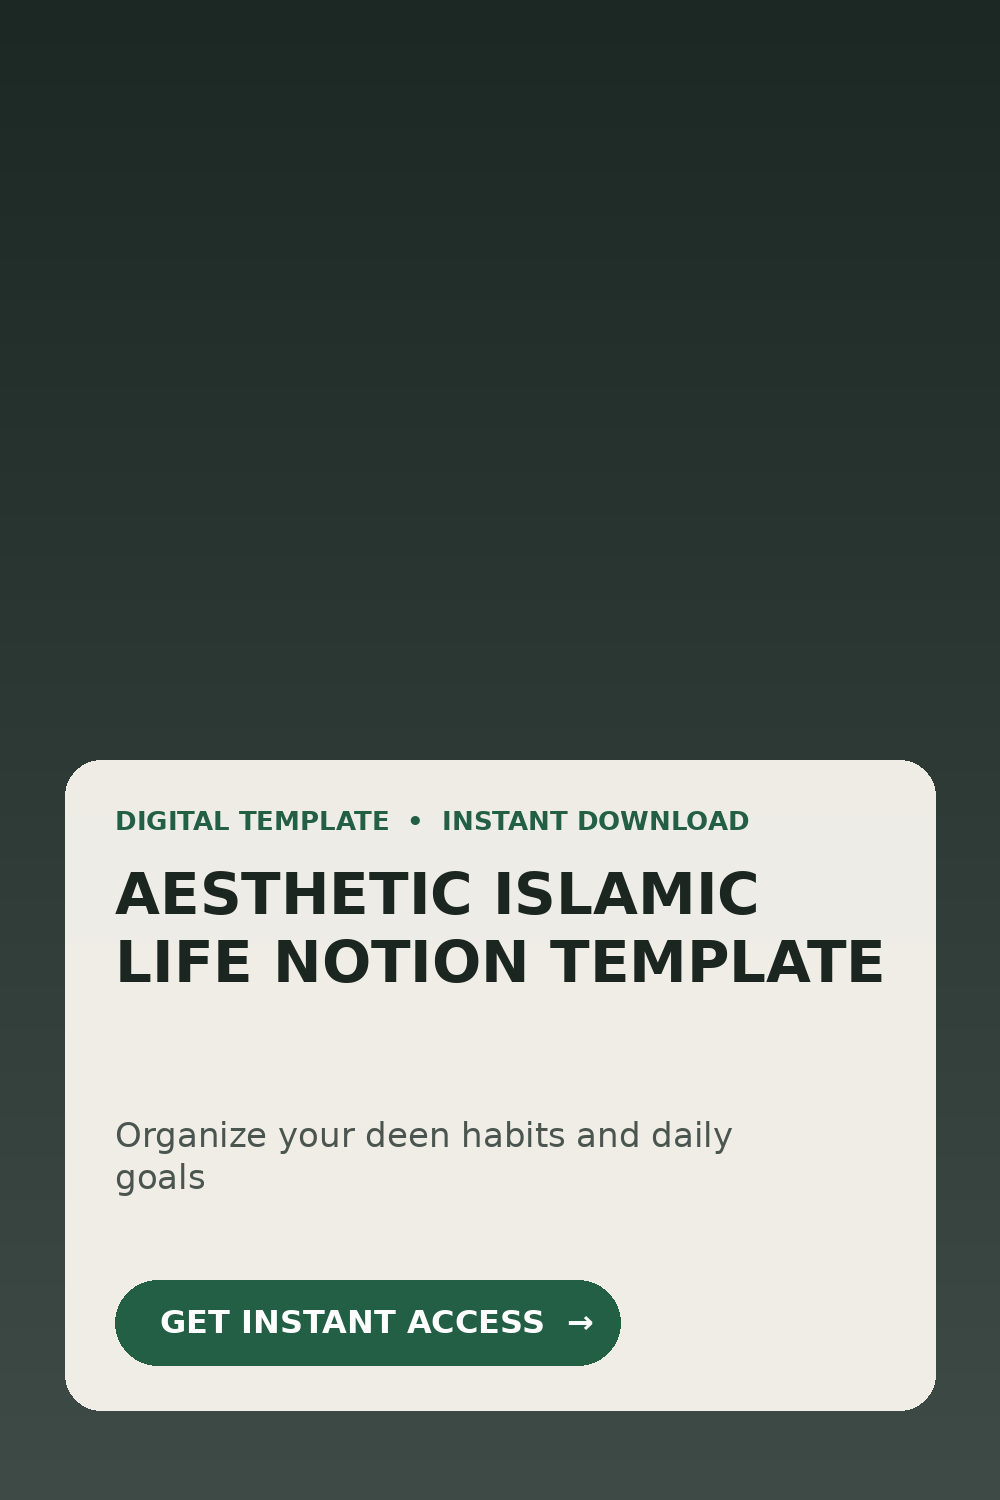 DIGITAL TEMPLATE • INSTANT DOWNLOAD
AESTHETIC ISLAMIC
LIFE NOTION TEMPLATE
Organize your deen habits and daily
goals
GET INSTANT ACCESS →